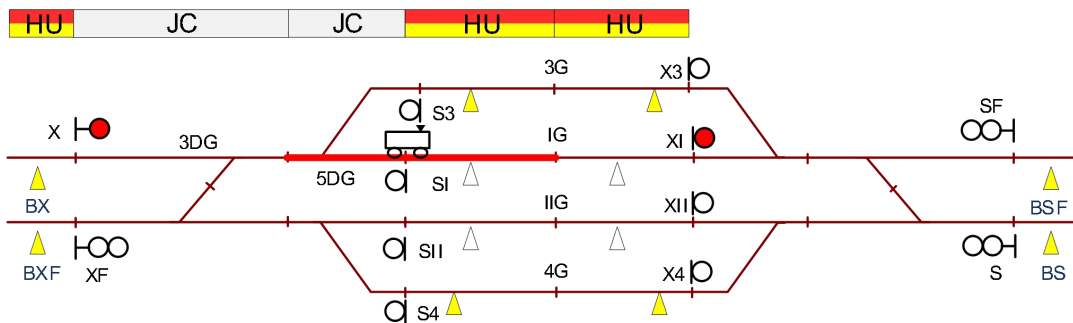 HU JC JC HU HU
3G X3
X 3DG S3 IG XI SF
5DG SI
BX IIG XII BSF
BXF XF SII 4G X4 S BS
S4